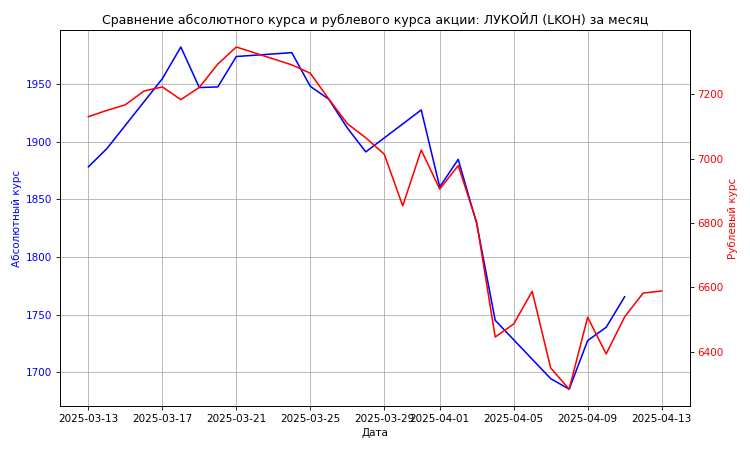 Сравнение абсолютного курса и рублевого курса акции: ЛУКОЙЛ (LKOH) за месяц
Абсолютный курс
1950
1900
1850
1800
1750
1700
7200
7000
6800
6600
6400
Рублевый курс
2025-03-13 2025-03-17 2025-03-21 2025-03-25 2025-03-29 2025-04-01 2025-04-05 2025-04-09 2025-04-13
Дата